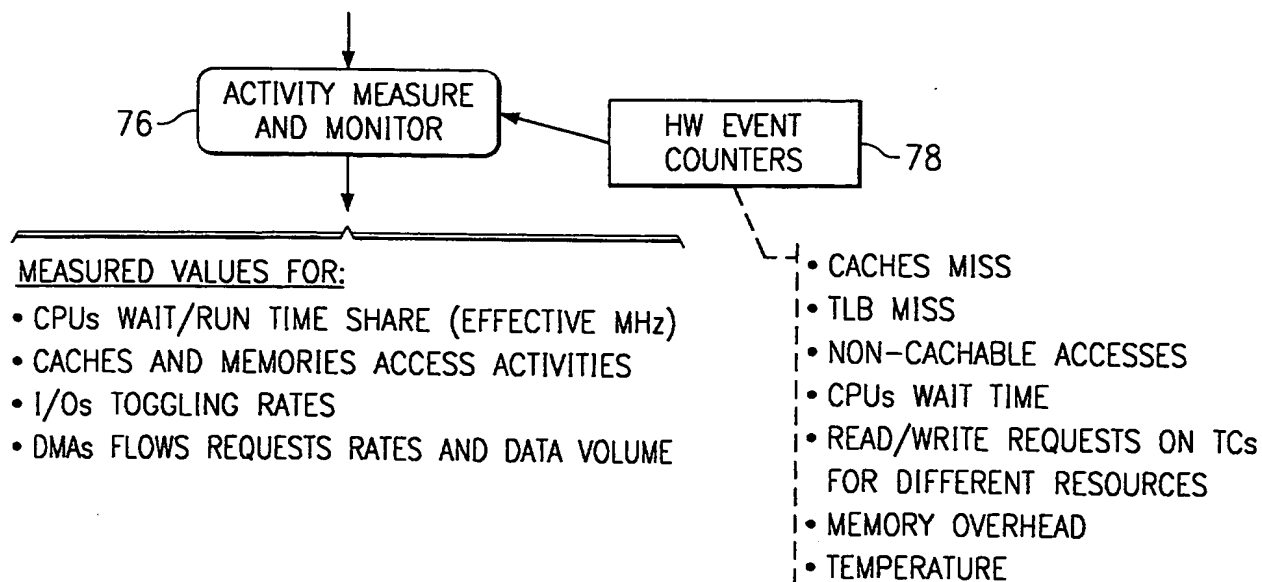 ACTIVITY MEASURE
AND MONITOR
76
HW EVENT
COUNTERS
78
MEASURED VALUES FOR:
• CPUs WAIT/RUN TIME SHARE (EFFECTIVE MHz)
• CACHES AND MEMORIES ACCESS ACTIVITIES
• I/Os TOGGLING RATES
• DMAs FLOWS REQUESTS RATES AND DATA VOLUME
• CACHES MISS
• TLB MISS
• NON-CACHABLE ACCESSES
• CPUs WAIT TIME
• READ/WRITE REQUESTS ON TCs
FOR DIFFERENT RESOURCES
• MEMORY OVERHEAD
• TEMPERATURE